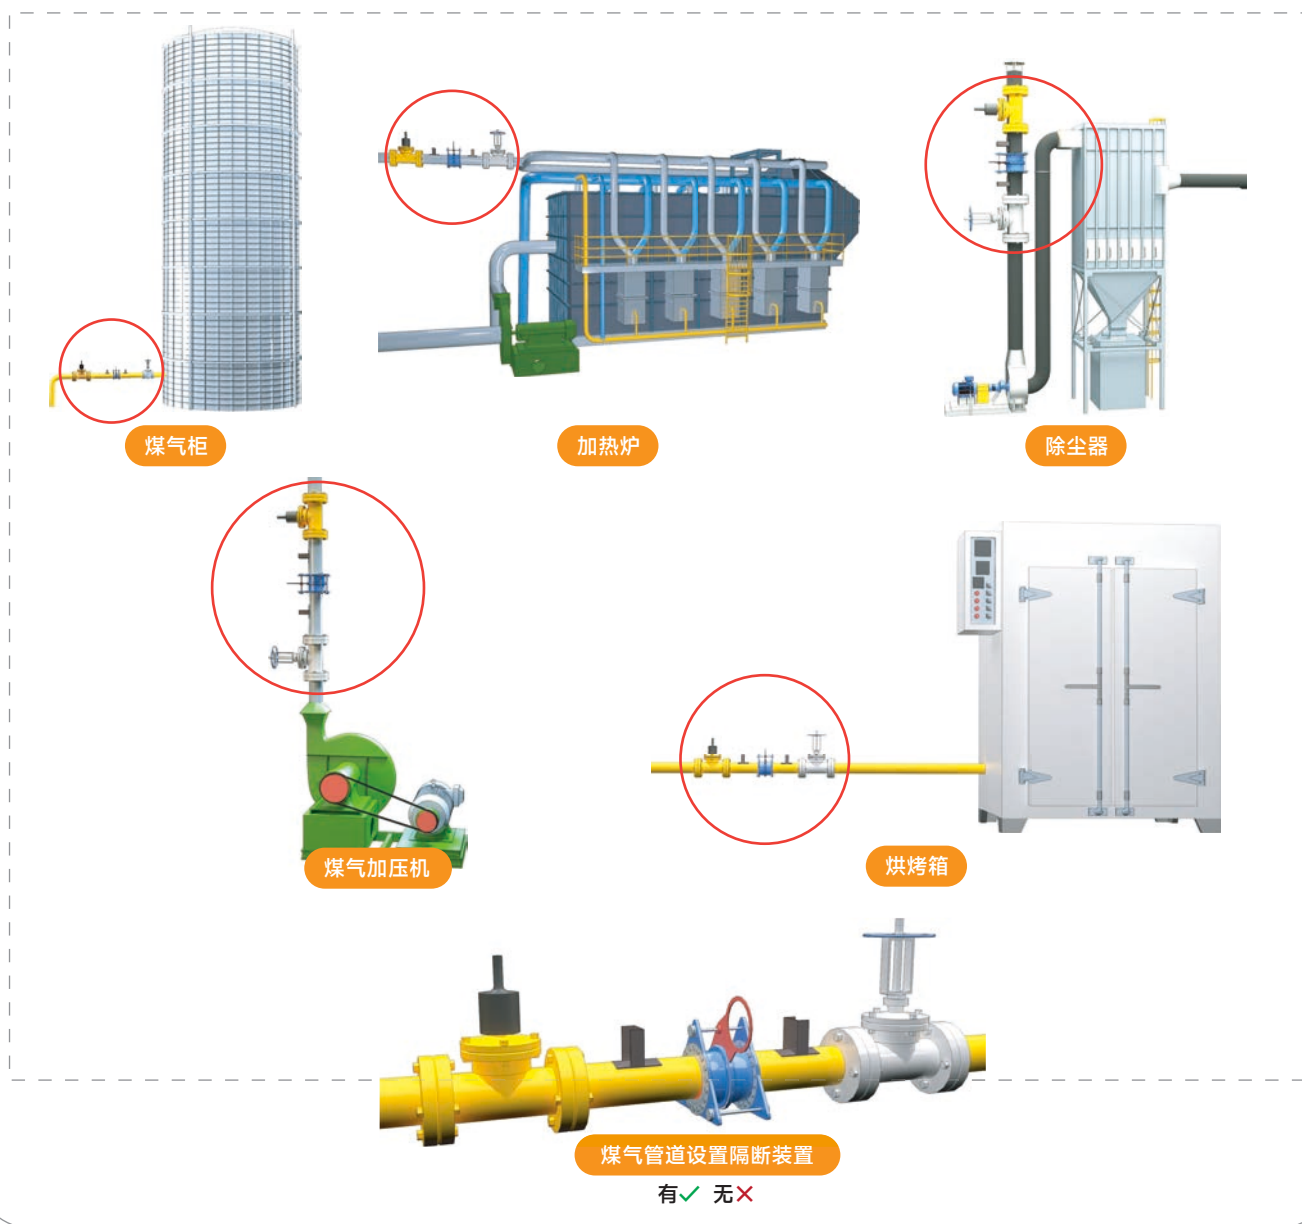 煤气柜
加热炉
除尘器
煤气加压机
烘烤箱
煤气管道设置隔断装置
有✓ 无✕